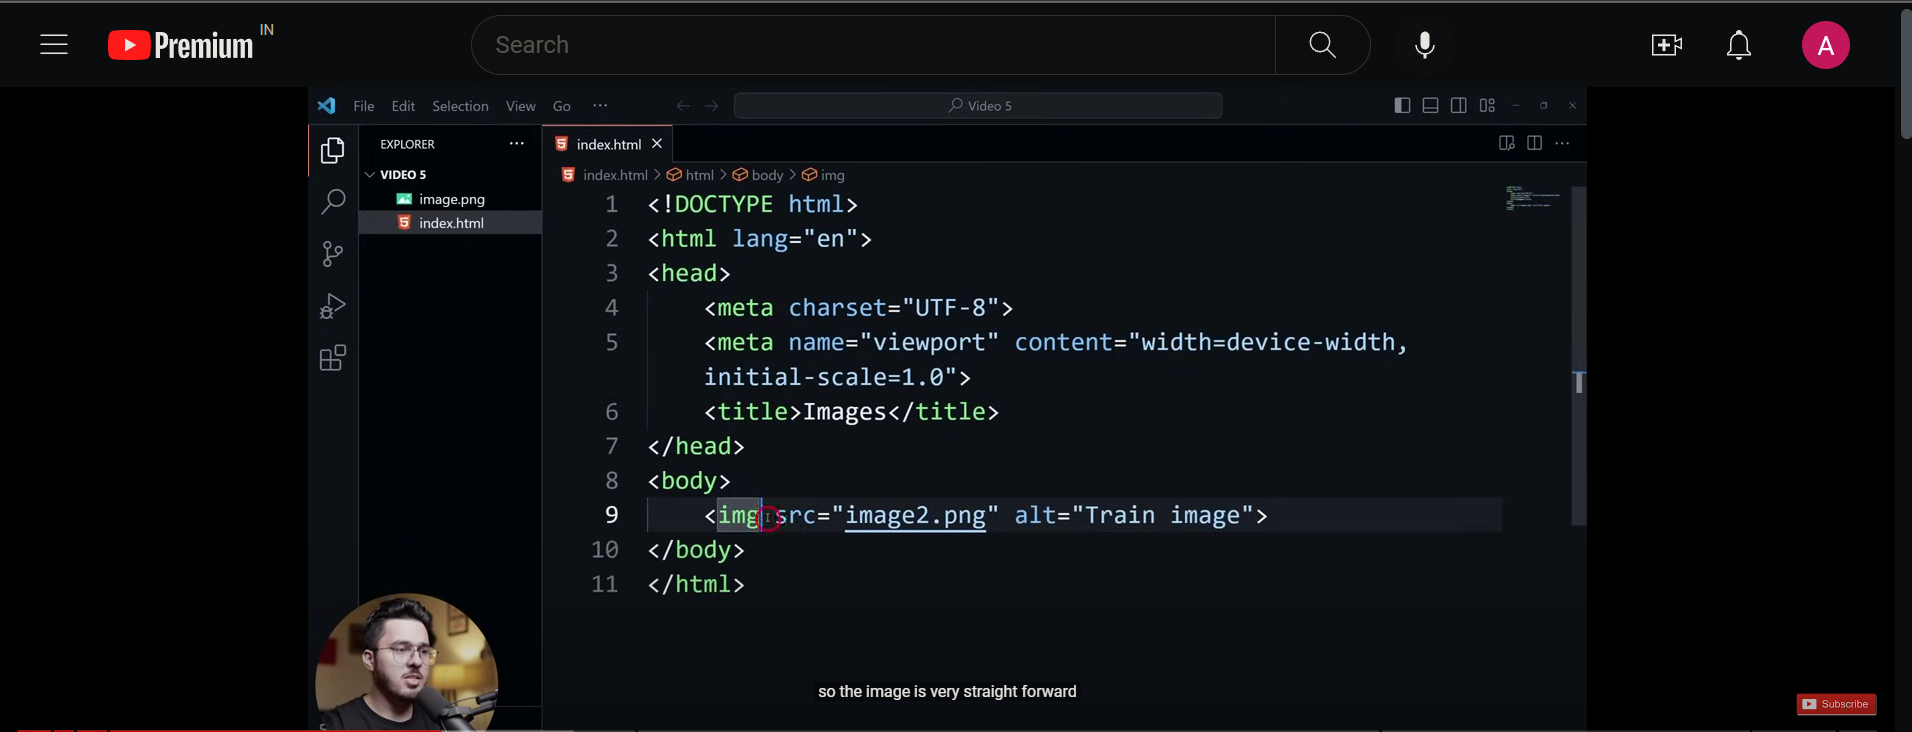 Premium IN
Search
A
File Edit Selection View Go ···
Video 5
EXPLORER ···
index.html
VIDEO 5
image.png
index.html
index.html > html > body > img
1 <!DOCTYPE html>
2 <html lang="en">
3 <head>
4 <meta charset="UTF-8">
5 <meta name="viewport" content="width=device-width,
initial-scale=1.0">
6 <title>Images</title>
7 </head>
8 <body>
9 <img src="image2.png" alt="Train image">
10 </body>
11 </html>
so the image is very straight forward
Subscribe